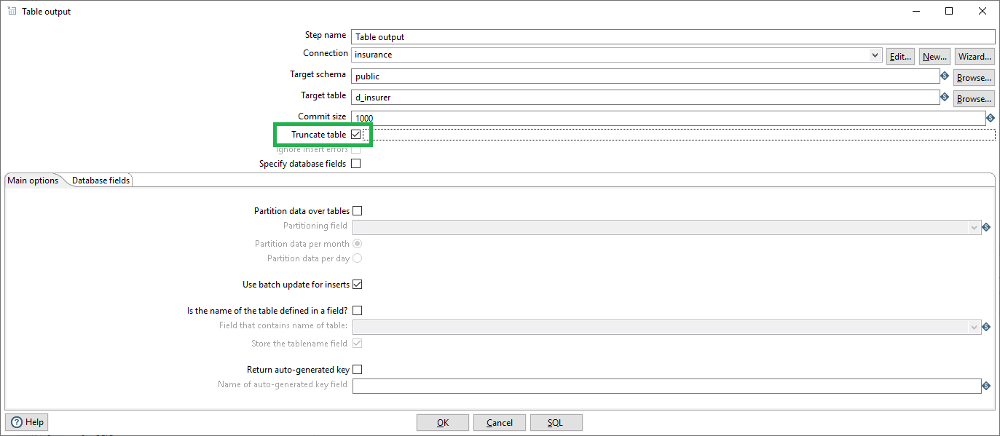 Table output
Step name Table output
Connection insurance Edit... New... Wizard...
Target schema public Browse...
Target table d_insurer Browse...
Commit size 1000
Truncate table
Ignore insert errors
Specify database fields
Main options Database fields
Partition data over tables
Partitioning field
Partition data per month
Partition data per day
Use batch update for inserts
Is the name of the table defined in a field?
Field that contains name of table:
Store the tablename field
Return auto-generated key
Name of auto-generated key field
Help OK Cancel SQL